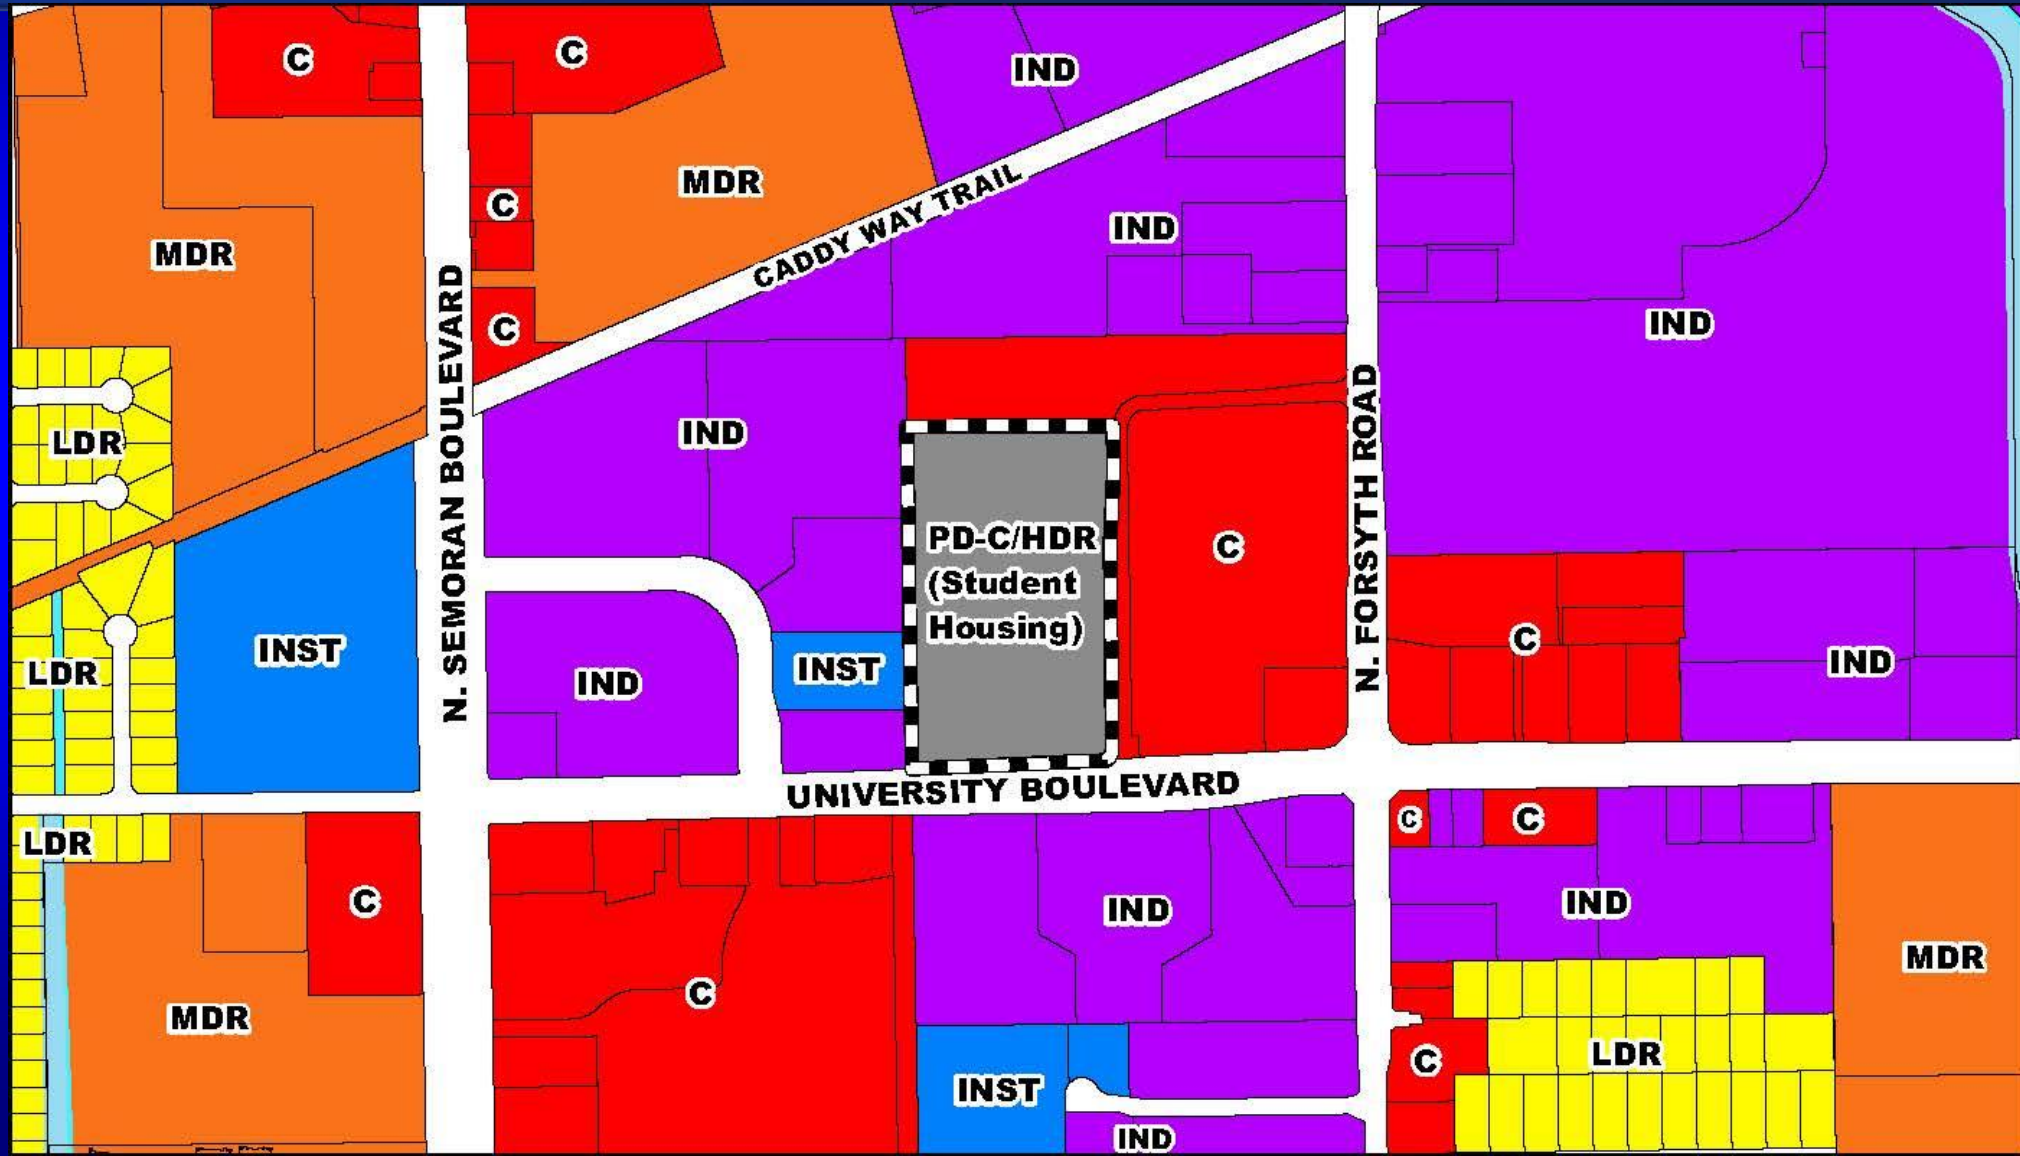 C
C
IND
MDR
C
CADDY WAY TRAIL
IND
MDR
C
IND
N. SEMORAN BOULEVARD
N. FORSYTH ROAD
LDR
IND
PD-C/HDR
(Student
Housing)
C
INST
LDR
IND
INST
C
IND
UNIVERSITY BOULEVARD
LDR
C
C
C
IND
IND
MDR
MDR
C
C
LDR
INST
IND